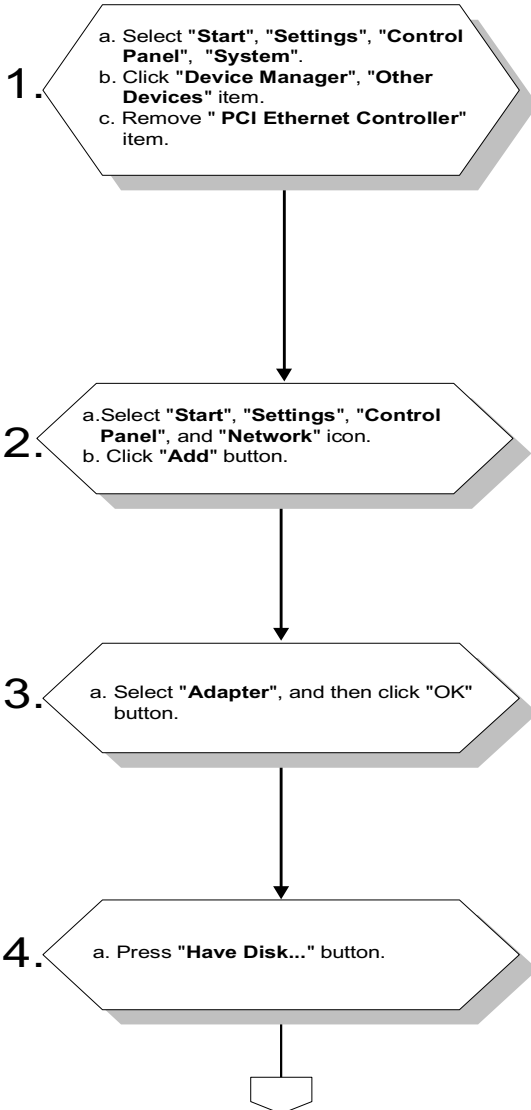 1.
a. Select "Start", "Settings", "Control
Panel", "System".
b. Click "Device Manager", "Other
Devices" item.
c. Remove " PCI Ethernet Controller"
item.
2.
a.Select "Start", "Settings", "Control
Panel", and "Network" icon.
b. Click "Add" button.
3.
a. Select "Adapter", and then click "OK"
button.
4.
a. Press "Have Disk..." button.